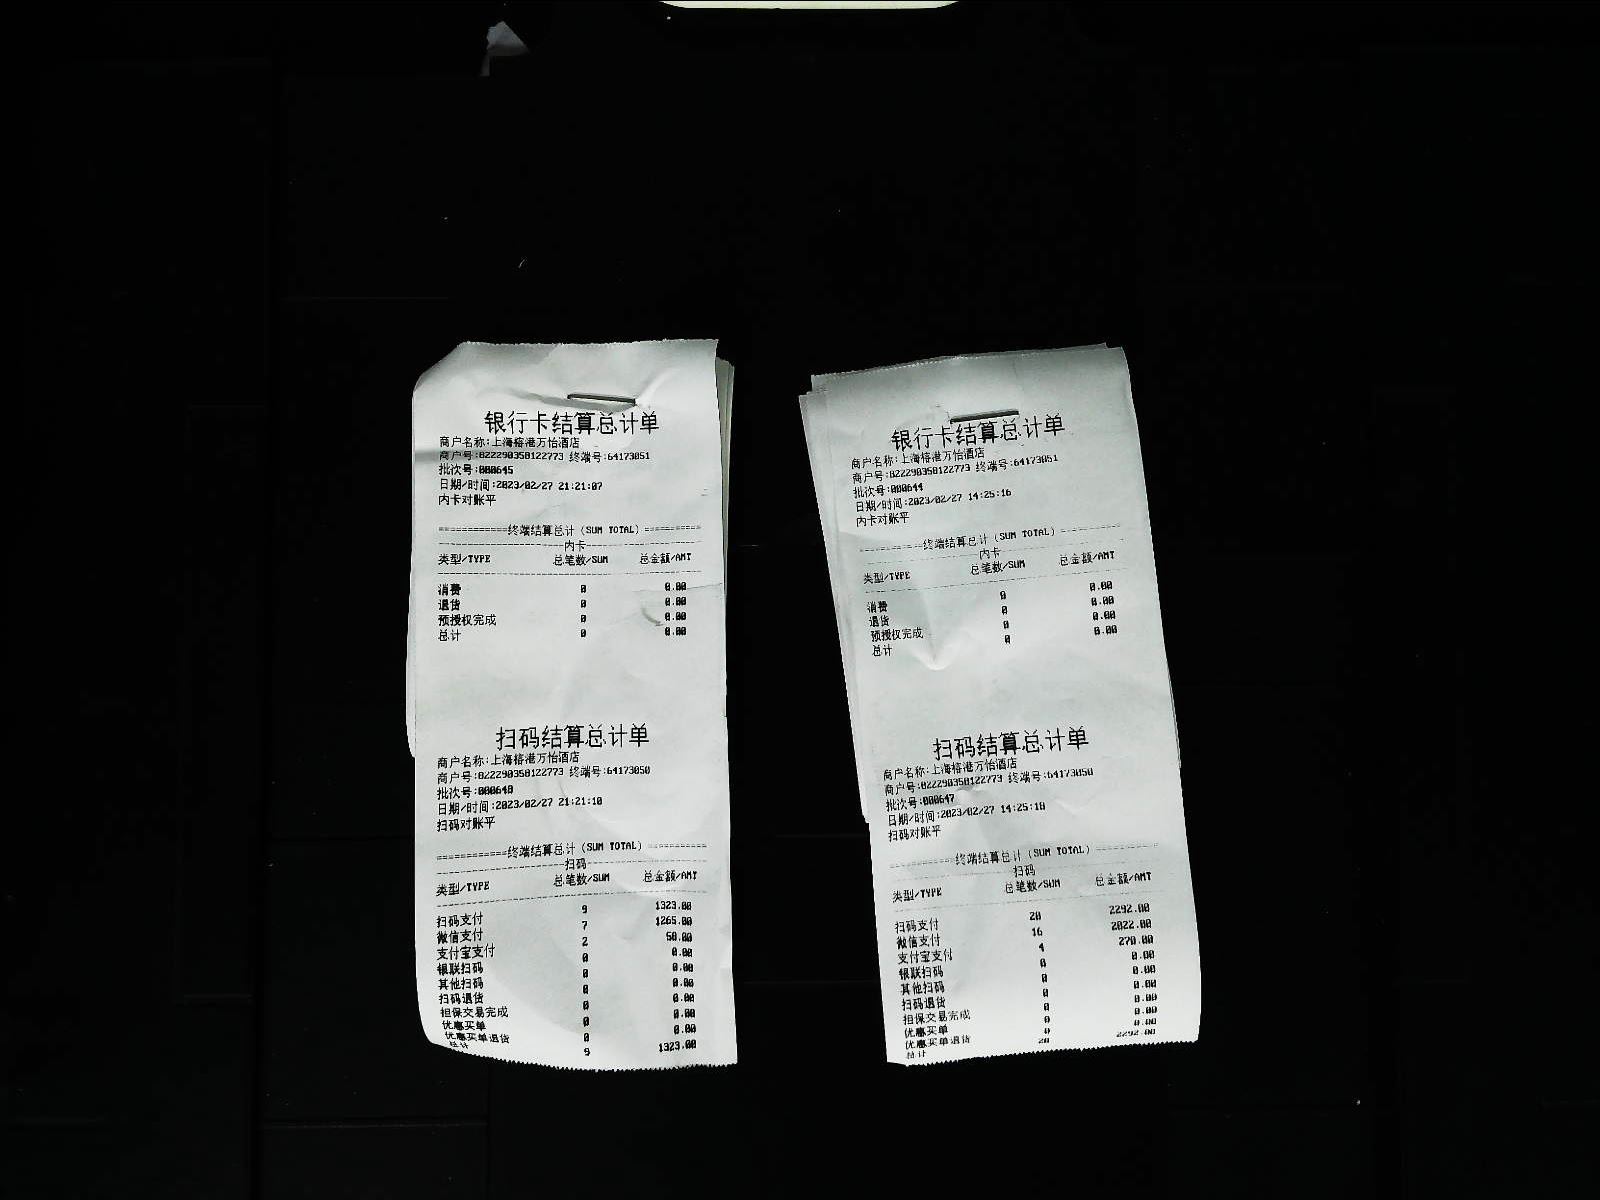 银行卡结算总计单
商户名称:上海榕港万怡酒店
商户号:822290358122773 终端号:64173051
批次号:000645
日期/时间:2023/02/27 21:21:07
内卡对账平
===========终端结算总计(SUM TOTAL)=========
内卡
类型/TYPE 总笔数/SUM 总金额/AMT
消费 0 0.00
退货 0 0.00
预授权完成 0 0.00
总计 0 0.00
扫码结算总计单
商户名称:上海榕港万怡酒店
商户号:822290358122773 终端号:64173050
批次号:000648
日期/时间:2023/02/27 21:21:10
扫码对账平
===========终端结算总计(SUM TOTAL)=========
扫码
类型/TYPE 总笔数/SUM 总金额/AMT
扫码支付 9 1323.00
微信支付 7 1265.00
支付宝支付 2 58.00
银联扫码 0 0.00
其他扫码 0 0.00
扫码退货 0 0.00
担保交易完成 0 0.00
优惠买单 0 0.00
优惠买单退货 0 0.00
总计 9 1323.00
银行卡结算总计单
商户名称:上海榕港万怡酒店
商户号:822290358122773 终端号:64173051
批次号:000644
日期/时间:2023/02/27 14:25:16
内卡对账平
==========终端结算总计(SUM TOTAL)==========
内卡
类型/TYPE 总笔数/SUM 总金额/AMT
消费 0 0.00
退货 0 0.00
预授权完成 0 0.00
总计 0 0.00
扫码结算总计单
商户名称:上海榕港万怡酒店
商户号:822290358122773 终端号:64173050
批次号:000647
日期/时间:2023/02/27 14:25:18
扫码对账平
==========终端结算总计(SUM TOTAL)==========
扫码
类型/TYPE 总笔数/SUM 总金额/AMT
扫码支付 20 2292.00
微信支付 16 2022.00
支付宝支付 4 270.00
银联扫码 0 0.00
其他扫码 0 0.00
扫码退货 0 0.00
担保交易完成 0 0.00
优惠买单 0 0.00
优惠买单退货 0 0.00
总计 20 2292.00